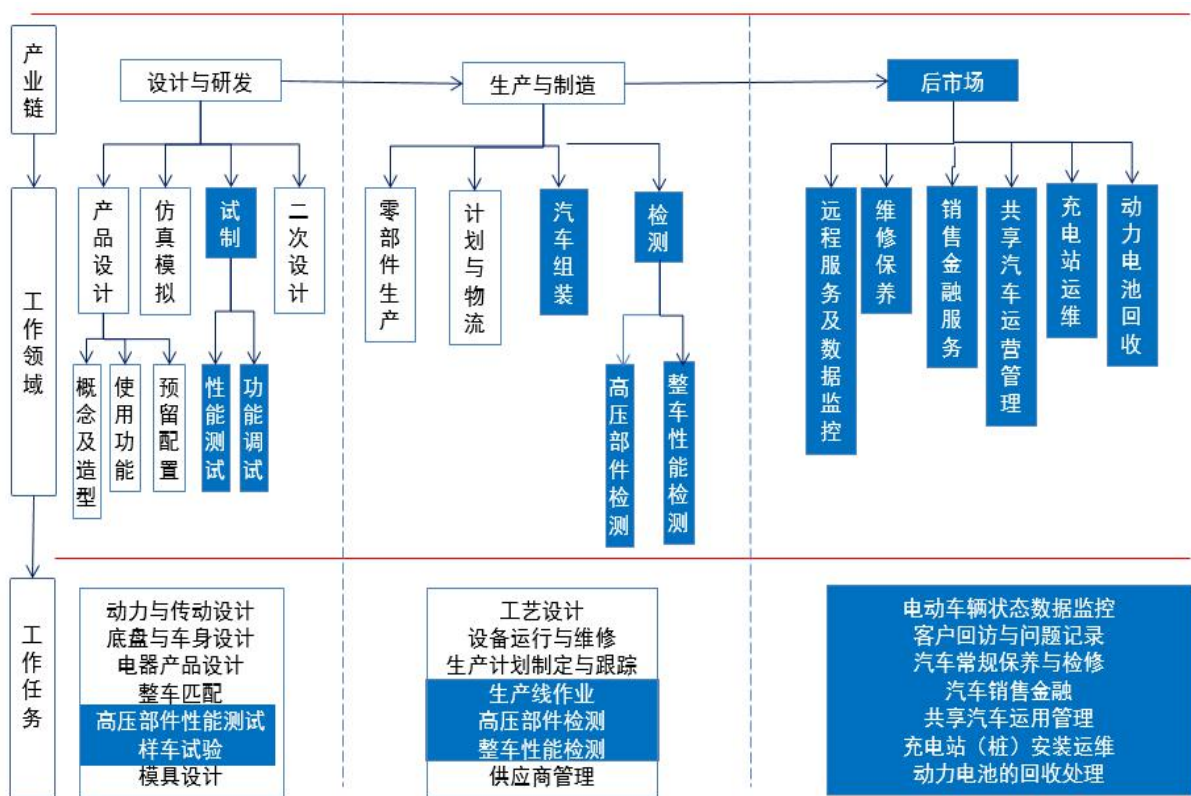 产业链
设计与研发
生产与制造
后市场
工作领域
产品设计
仿真模拟
试制
二次设计
零部件生产
计划与物流
汽车组装
检测
远程服务及数据监控
维修保养
销售金融服务
共享汽车运营管理
充电站运维
动力电池回收
概念及造型
使用功能
预留配置
性能测试
功能调试
高压部件检测
整车性能检测
工作任务
动力与传动设计
底盘与车身设计
电器产品设计
整车匹配
高压部件性能测试
样车试验
模具设计
工艺设计
设备运行与维修
生产计划制定与跟踪
生产线作业
高压部件检测
整车性能检测
供应商管理
电动车辆状态数据监控
客户回访与问题记录
汽车常规保养与检修
汽车销售金融
共享汽车运用管理
充电站（桩）安装运维
动力电池的回收处理